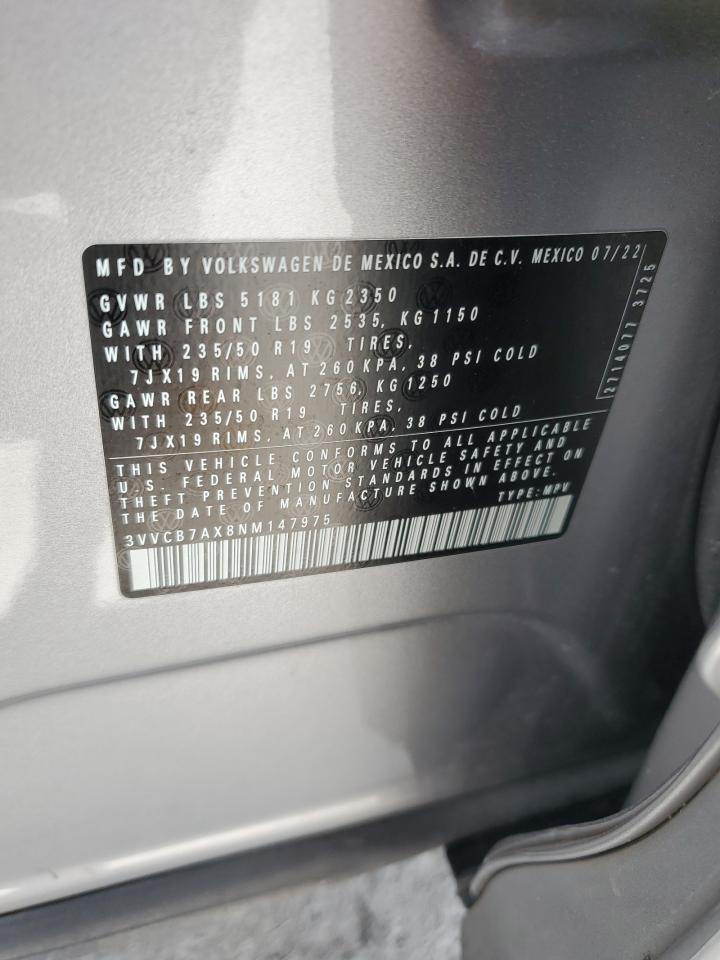 MFD BY VOLKSWAGEN DE MEXICO S.A. DE C.V. MEXICO 07/22
GVWR LBS 5181 KG 2350
GAWR FRONT LBS 2535, KG 1150
WITH 235/50 R19 TIRES,
7JX19 RIMS, AT 260 KPA, 38 PSI COLD
GAWR REAR LBS 2756, KG 1250
WITH 235/50 R19 TIRES,
7JX19 RIMS, AT 260 KPA, 38 PSI COLD
2714077 3725
THIS VEHICLE CONFORMS TO ALL APPLICABLE
U.S. FEDERAL MOTOR VEHICLE SAFETY AND
THEFT PREVENTION STANDARDS IN EFFECT ON
THE DATE OF MANUFACTURE SHOWN ABOVE.
3VVCB7AX8NM147975 TYPE: MPV